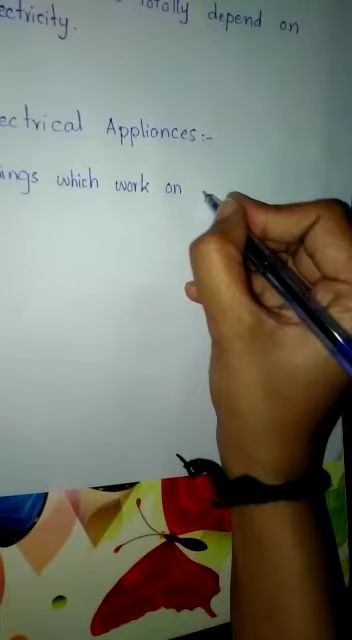 totally depend on
ectricity.
ectrical Appliances:-
ings which work on